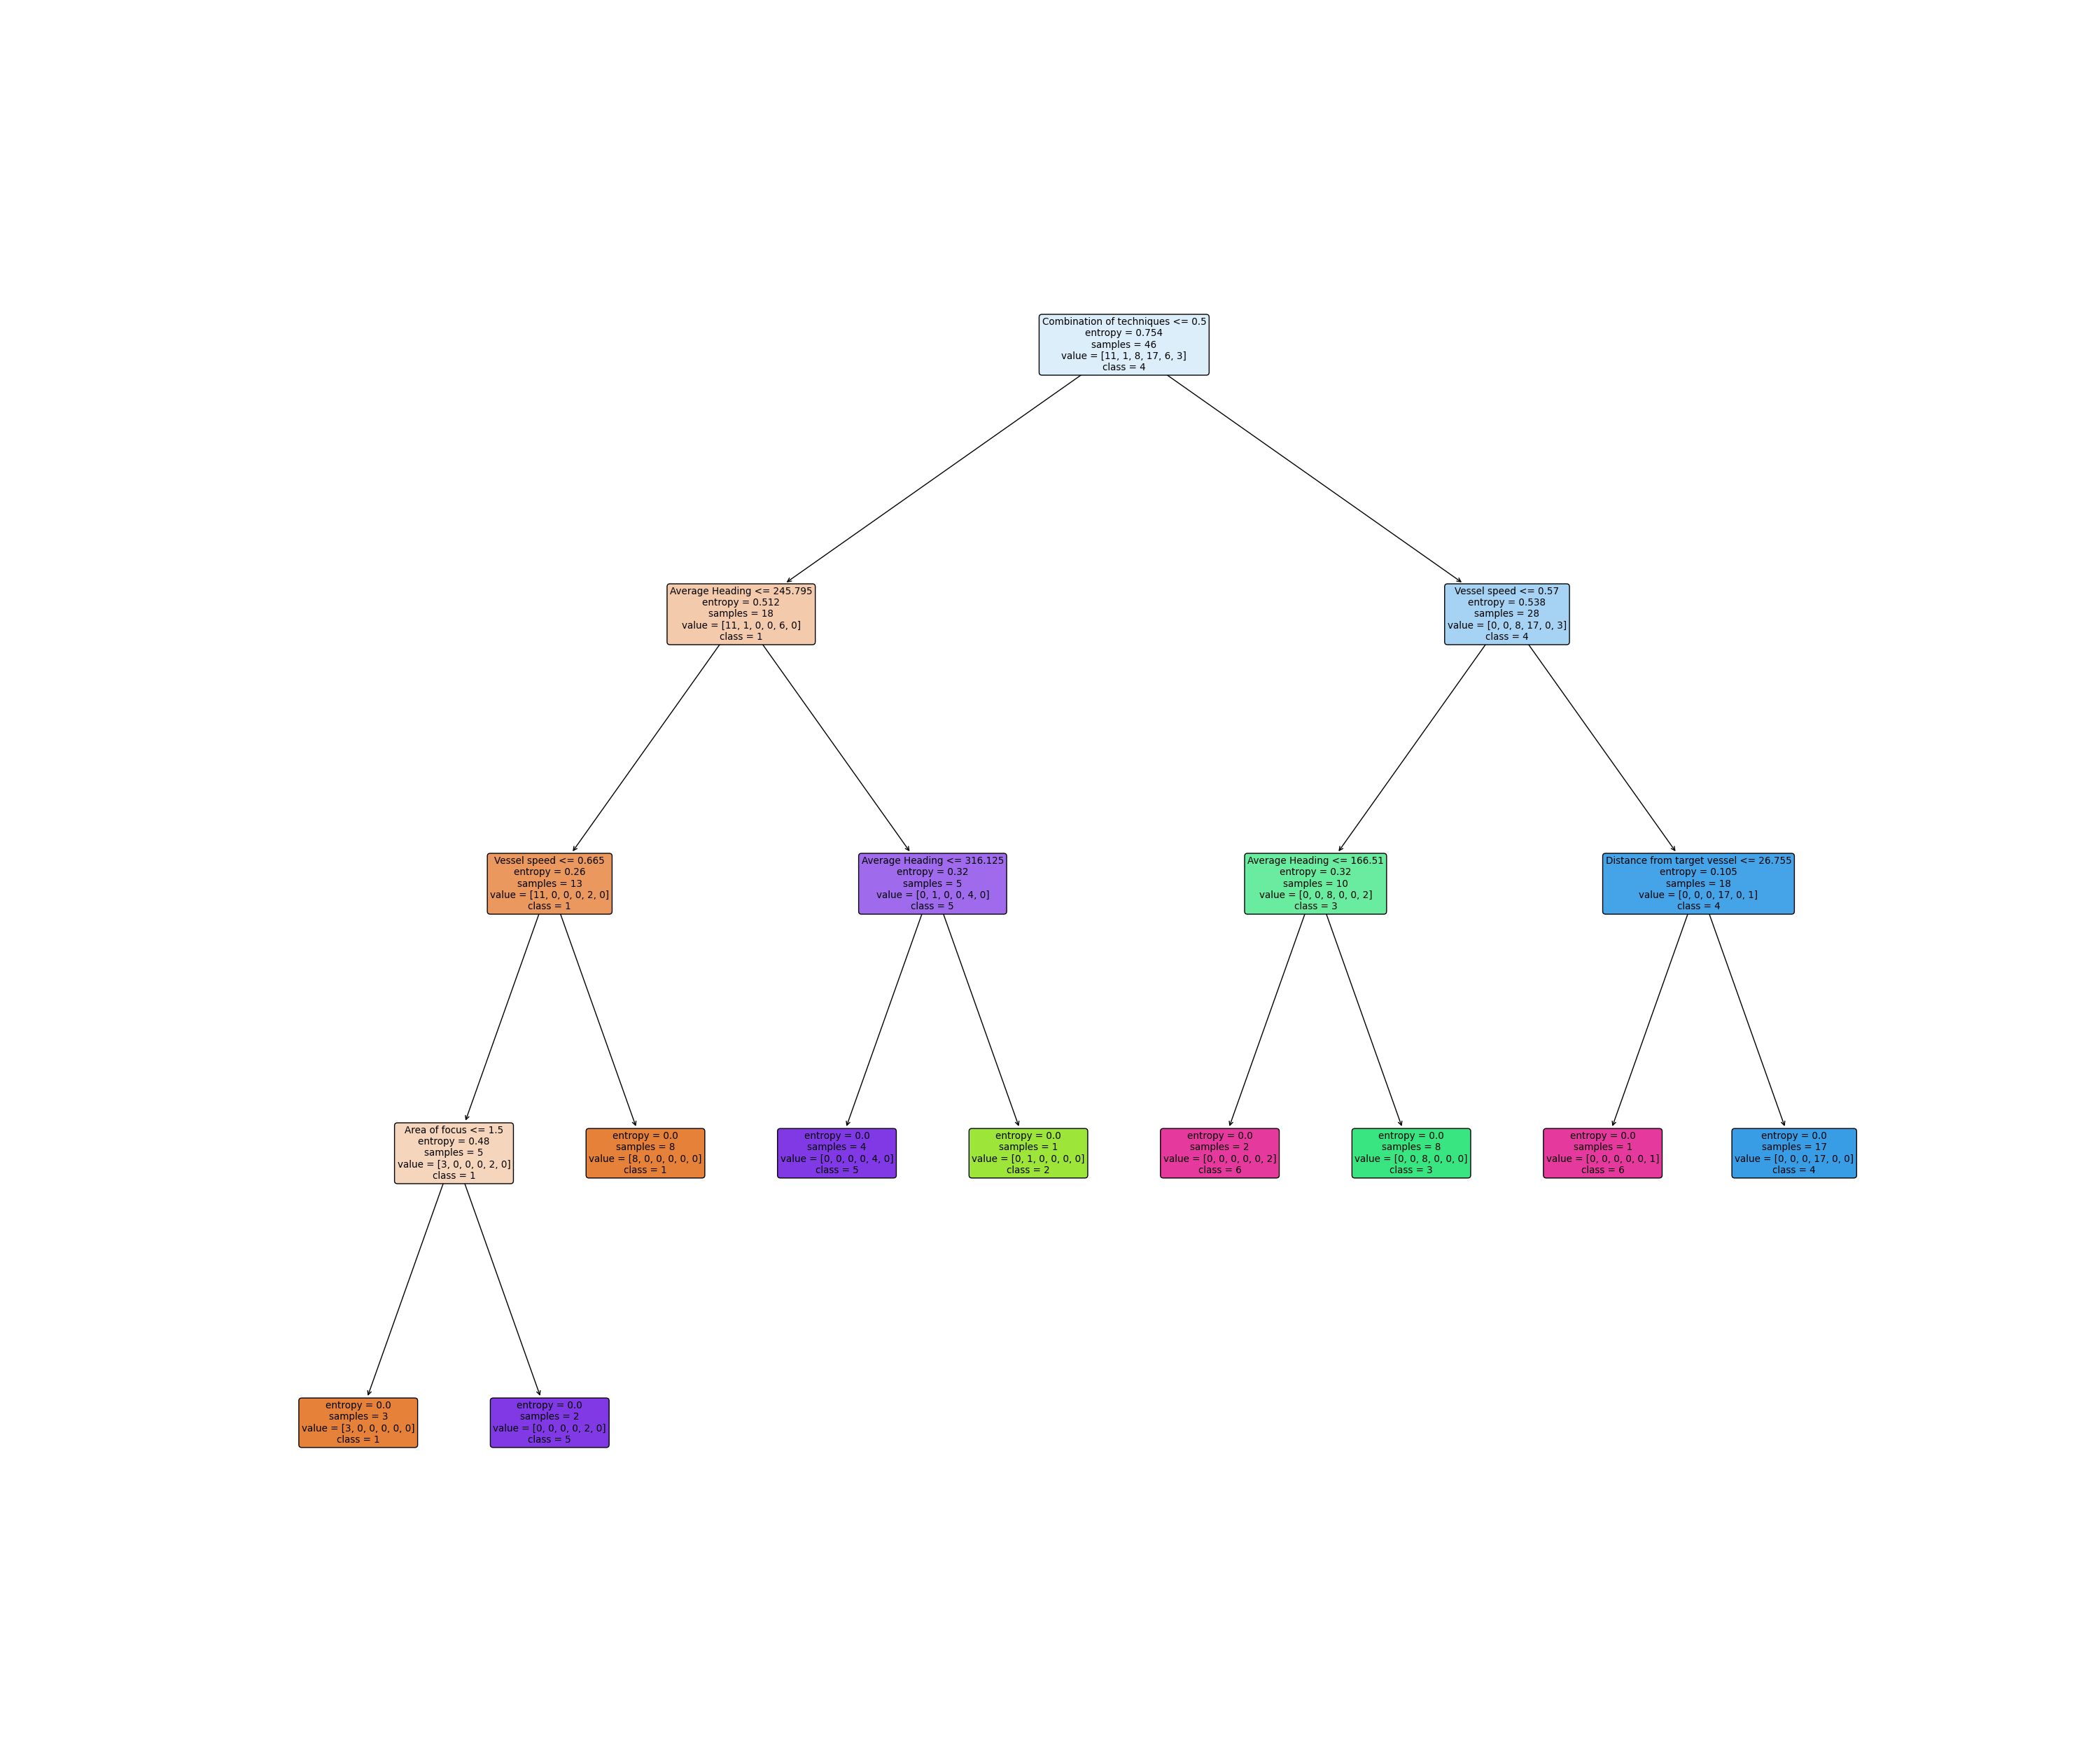 Combination of techniques <= 0.5
entropy = 0.754
samples = 46
value = [11, 1, 8, 17, 6, 3]
class = 4
Average Heading <= 245.795
entropy = 0.512
samples = 18
value = [11, 1, 0, 0, 6, 0]
class = 1
Vessel speed <= 0.57
entropy = 0.538
samples = 28
value = [0, 0, 8, 17, 0, 3]
class = 4
Vessel speed <= 0.665
entropy = 0.26
samples = 13
value = [11, 0, 0, 0, 2, 0]
class = 1
Average Heading <= 316.125
entropy = 0.32
samples = 5
value = [0, 1, 0, 0, 4, 0]
class = 5
Average Heading <= 166.51
entropy = 0.32
samples = 10
value = [0, 0, 8, 0, 0, 2]
class = 3
Distance from target vessel <= 26.755
entropy = 0.105
samples = 18
value = [0, 0, 0, 17, 0, 1]
class = 4
Area of focus <= 1.5
entropy = 0.48
samples = 5
value = [3, 0, 0, 0, 2, 0]
class = 1
entropy = 0.0
samples = 8
value = [8, 0, 0, 0, 0, 0]
class = 1
entropy = 0.0
samples = 4
value = [0, 0, 0, 0, 4, 0]
class = 5
entropy = 0.0
samples = 1
value = [0, 1, 0, 0, 0, 0]
class = 2
entropy = 0.0
samples = 2
value = [0, 0, 0, 0, 0, 2]
class = 6
entropy = 0.0
samples = 8
value = [0, 0, 8, 0, 0, 0]
class = 3
entropy = 0.0
samples = 1
value = [0, 0, 0, 0, 0, 1]
class = 6
entropy = 0.0
samples = 17
value = [0, 0, 0, 17, 0, 0]
class = 4
entropy = 0.0
samples = 3
value = [3, 0, 0, 0, 0, 0]
class = 1
entropy = 0.0
samples = 2
value = [0, 0, 0, 0, 2, 0]
class = 5